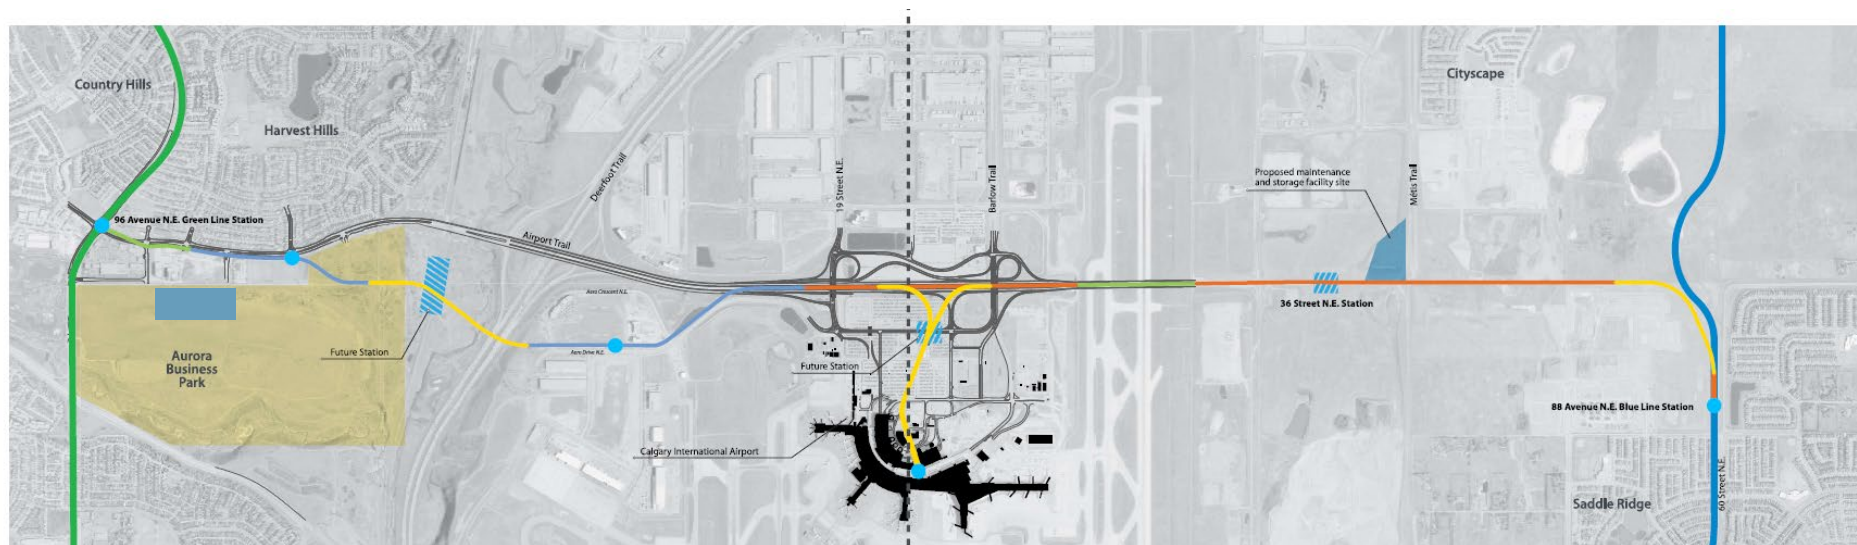 Country Hills
Harvest Hills
Cityscape
Deerfoot Trail
19 Street N.E.
Barlow Trail
Proposed maintenance
and storage facility site
Métis Trail
96 Avenue N.E. Green Line Station
Airport Trail
Aero Crescent N.E.
36 Street N.E. Station
Aurora
Business
Park
Future Station
Aero Drive N.E.
Future Station
88 Avenue N.E. Blue Line Station
Calgary International Airport
Saddle Ridge
60 Street N.E.